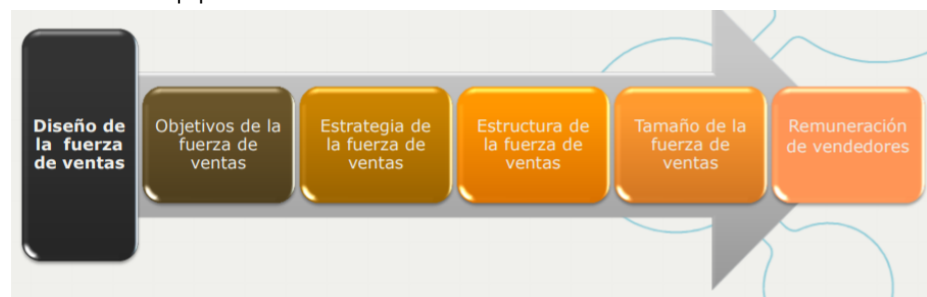 Diseño de
la fuerza
de ventas
Objetivos de la
fuerza de
ventas
Estrategia de
la fuerza de
ventas
Estructura de
la fuerza de
ventas
Tamaño de la
fuerza de
ventas
Remuneración
de vendedores